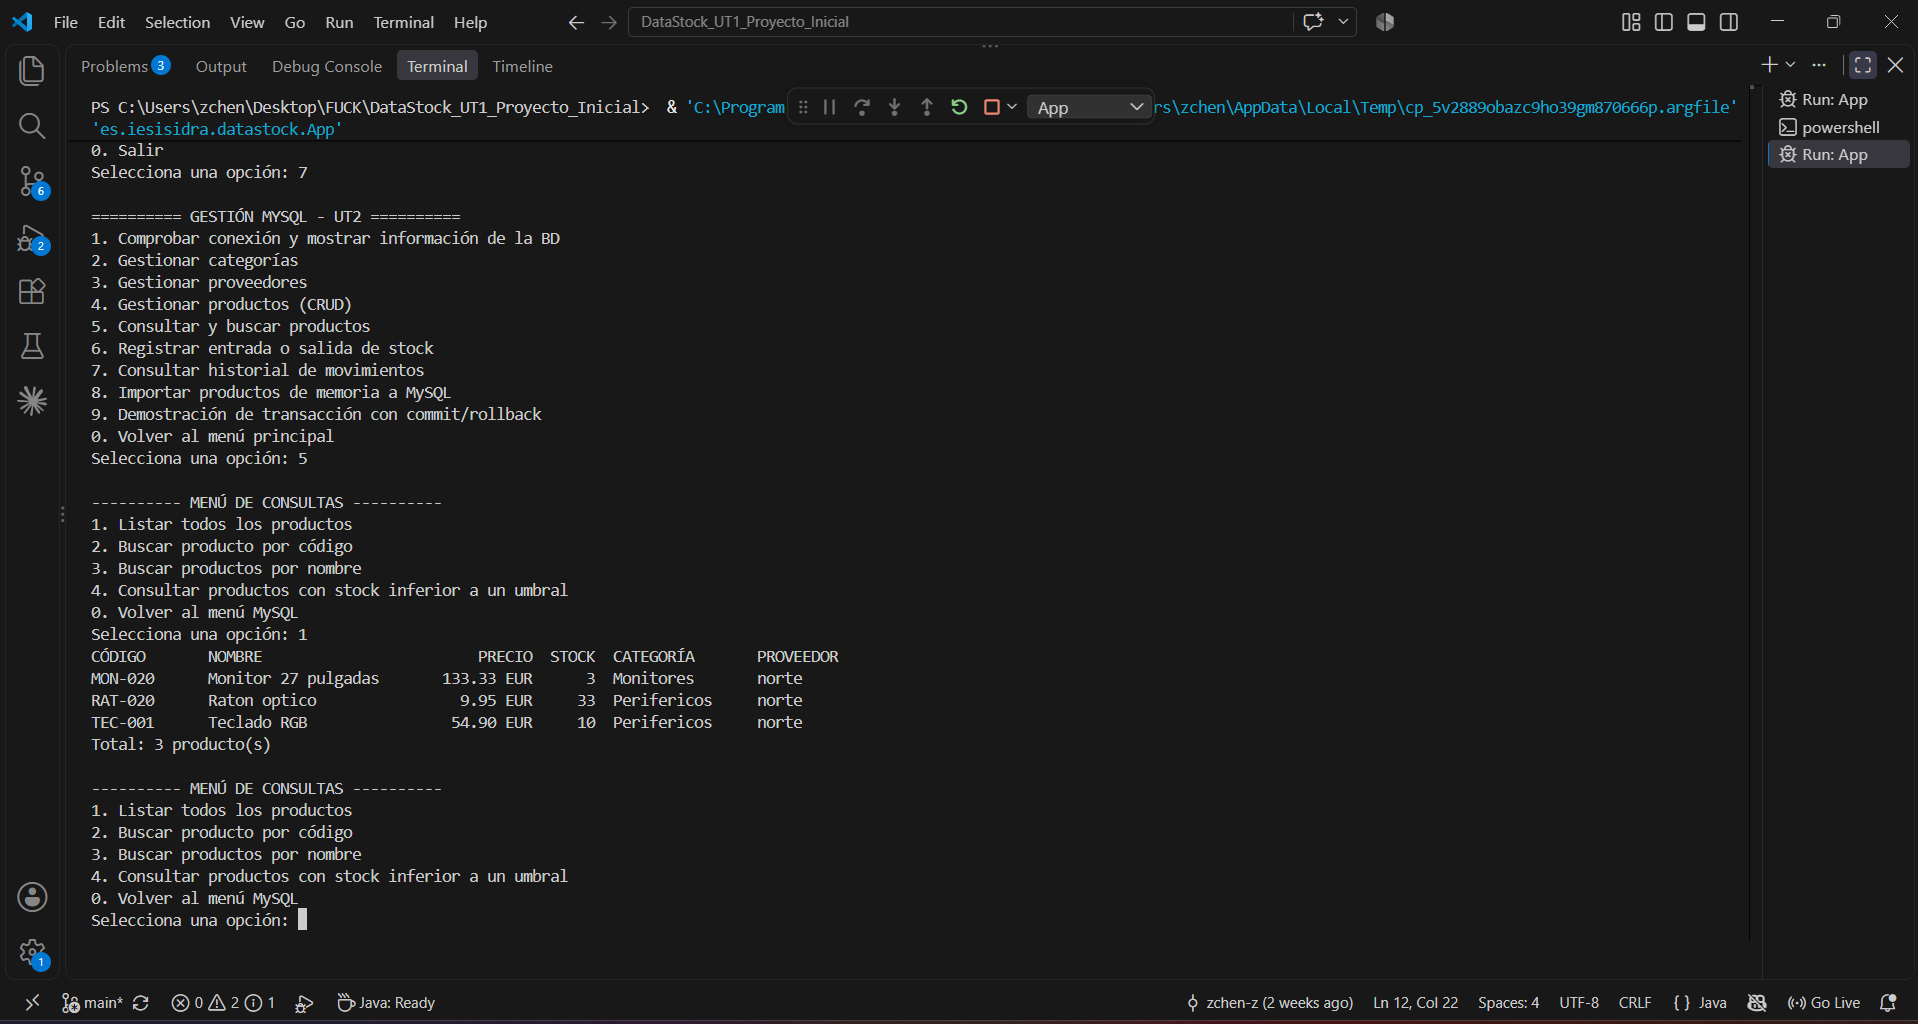 File Edit Selection View Go Run Terminal Help
DataStock_UT1_Proyecto_Inicial
Problems 3 Output Debug Console Terminal Timeline
PS C:\Users\zchen\Desktop\FUCK\DataStock_UT1_Proyecto_Inicial> & 'C:\Program
App
rs\zchen\AppData\Local\Temp\cp_5v2889obazc9ho39gm870666p.argfile'
'es.iesisidra.datastock.App'
Run: App
powershell
Run: App
0. Salir
Selecciona una opción: 7
========== GESTIÓN MYSQL - UT2 ==========
1. Comprobar conexión y mostrar información de la BD
2. Gestionar categorías
3. Gestionar proveedores
4. Gestionar productos (CRUD)
5. Consultar y buscar productos
6. Registrar entrada o salida de stock
7. Consultar historial de movimientos
8. Importar productos de memoria a MySQL
9. Demostración de transacción con commit/rollback
0. Volver al menú principal
Selecciona una opción: 5
---------- MENÚ DE CONSULTAS ----------
1. Listar todos los productos
2. Buscar producto por código
3. Buscar productos por nombre
4. Consultar productos con stock inferior a un umbral
0. Volver al menú MySQL
Selecciona una opción: 1
CÓDIGO NOMBRE PRECIO STOCK CATEGORÍA PROVEEDOR
MON-020 Monitor 27 pulgadas 133.33 EUR 3 Monitores norte
RAT-020 Raton optico 9.95 EUR 33 Perifericos norte
TEC-001 Teclado RGB 54.90 EUR 10 Perifericos norte
Total: 3 producto(s)
---------- MENÚ DE CONSULTAS ----------
1. Listar todos los productos
2. Buscar producto por código
3. Buscar productos por nombre
4. Consultar productos con stock inferior a un umbral
0. Volver al menú MySQL
Selecciona una opción:
6
2
1
main* 0 2 1 Java: Ready
zchen-z (2 weeks ago) Ln 12, Col 22 Spaces: 4 UTF-8 CRLF {} Java Go Live